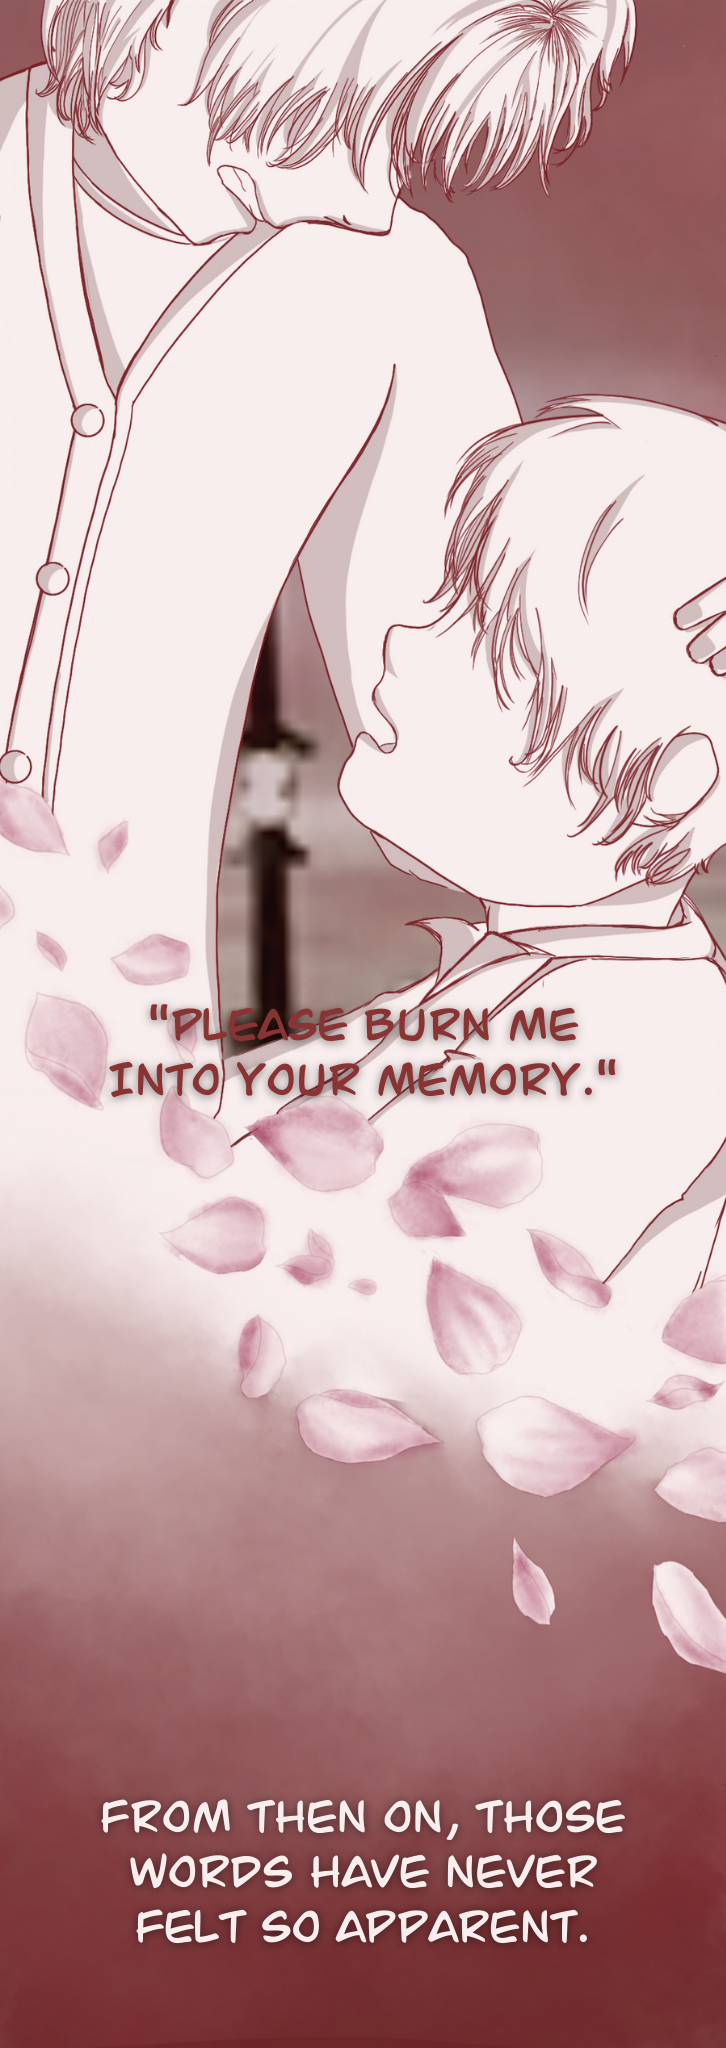 "PLEASE BURN ME
INTO YOUR MEMORY."
FROM THEN ON, THOSE
WORDS HAVE NEVER
FELT SO APPARENT.